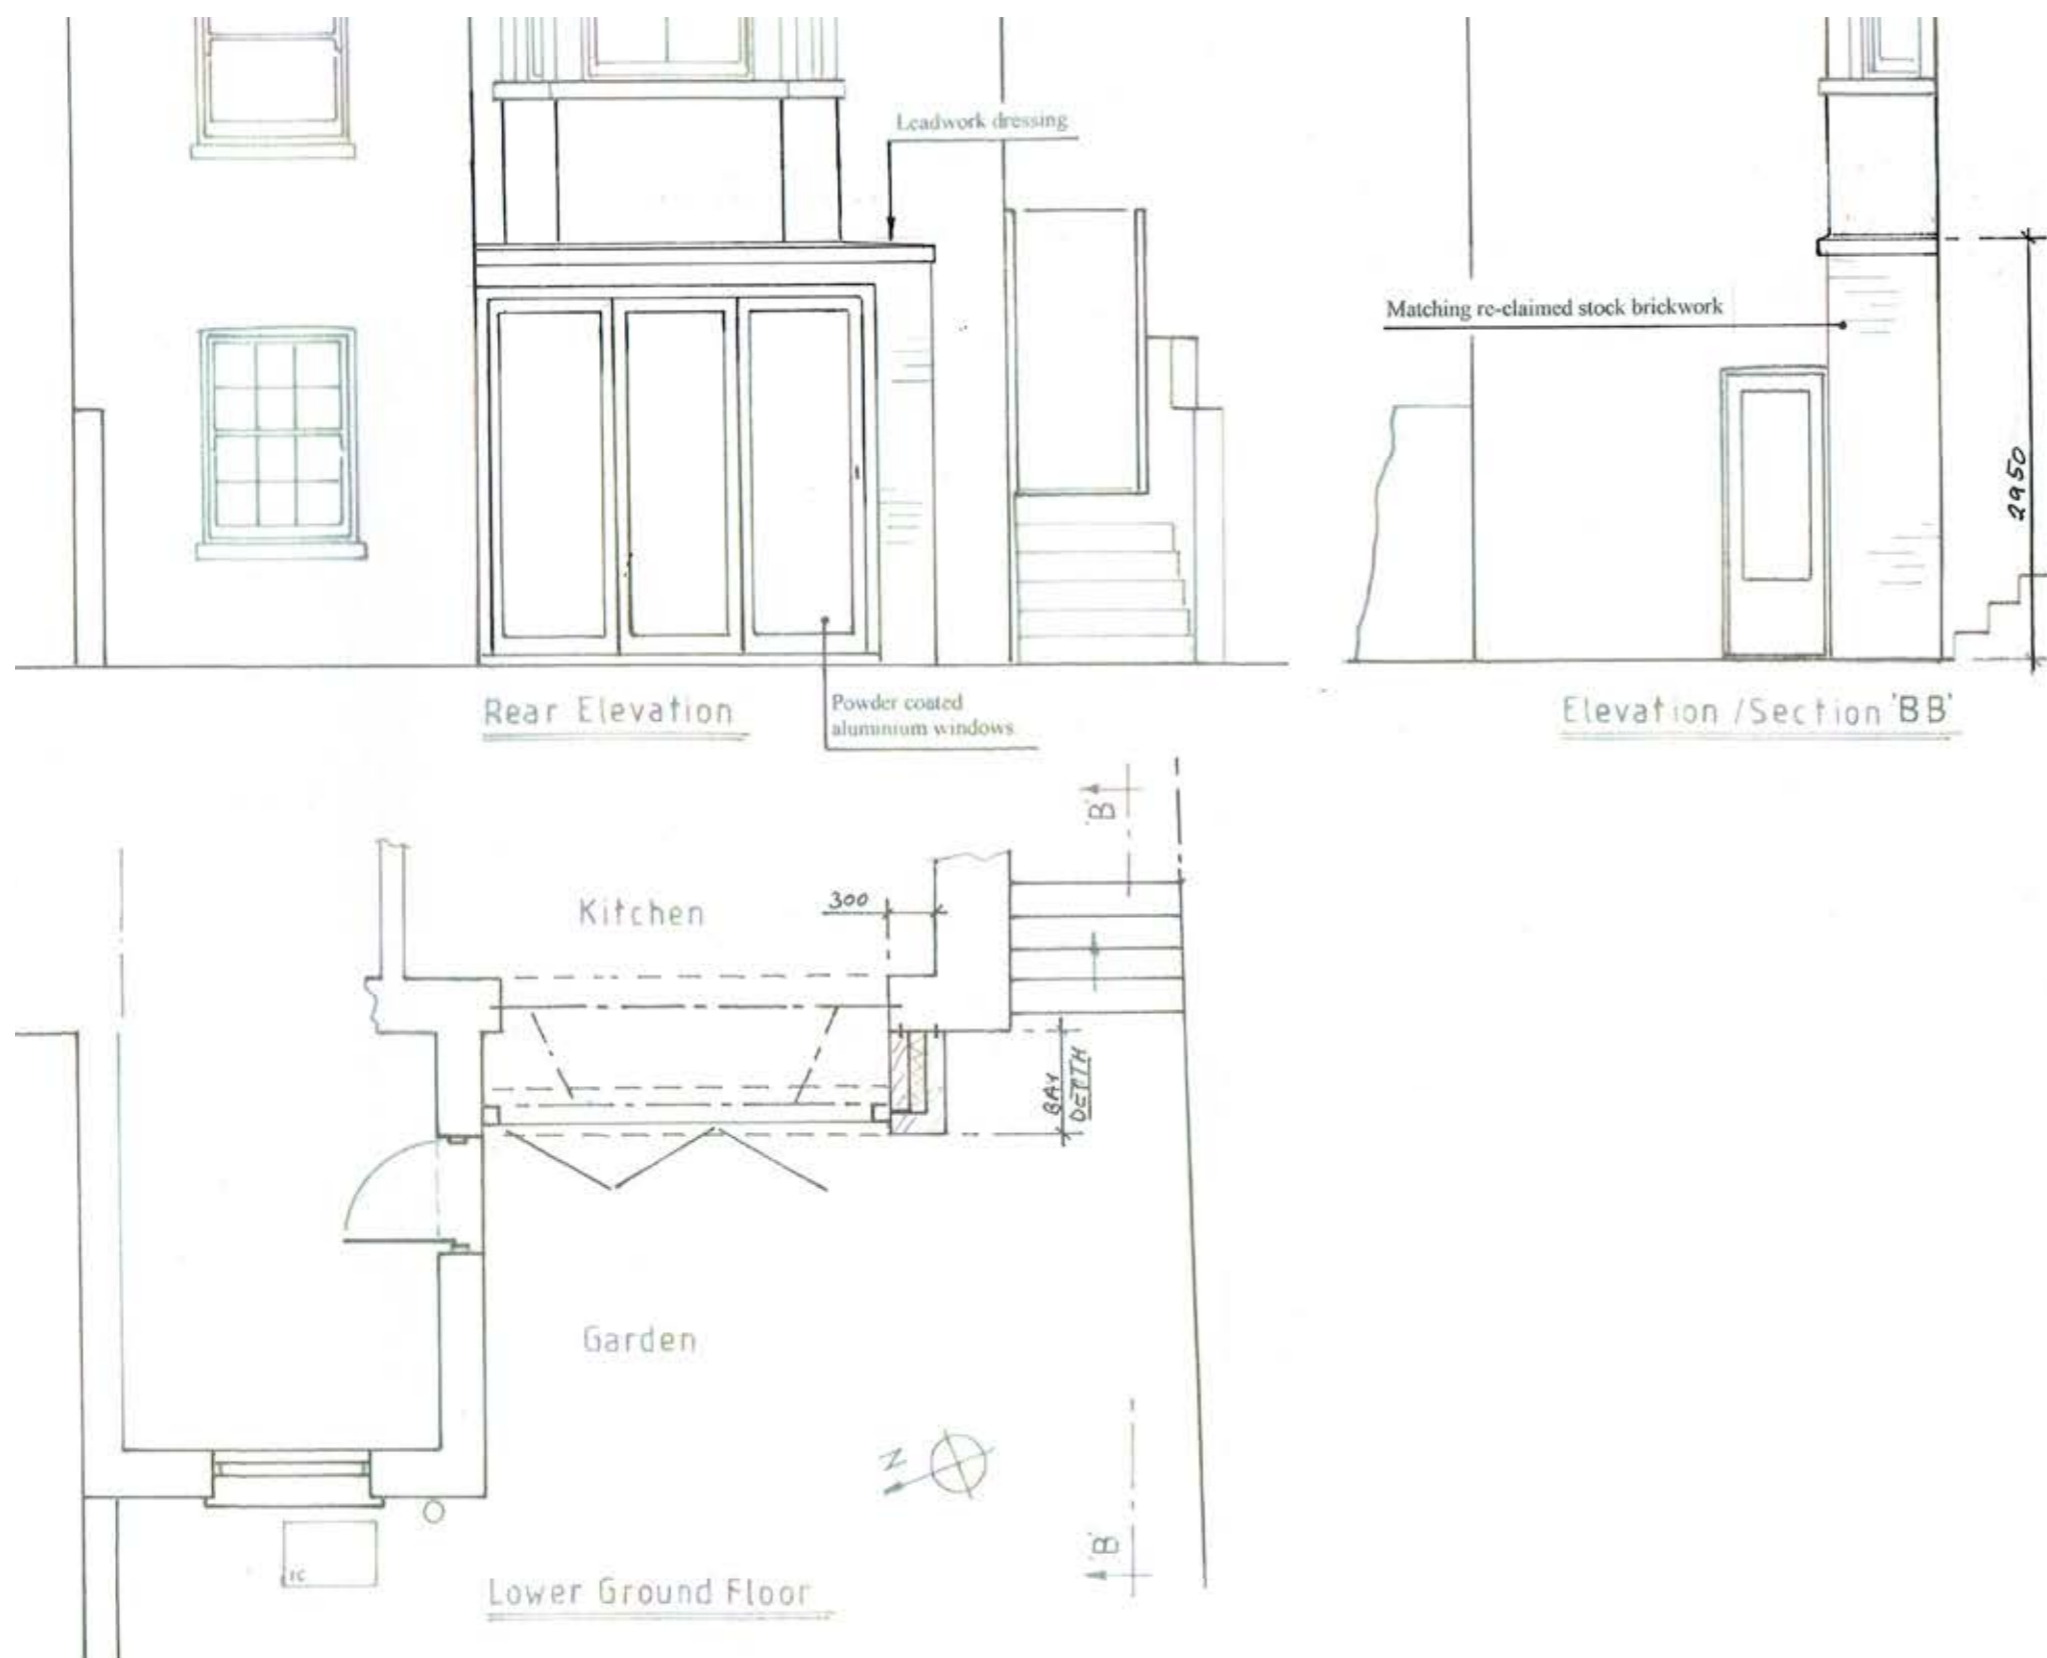 Leadwork dressing
Matching re-claimed stock brickwork
2950
Rear Elevation
Powder coated
aluminium windows
Elevation / Section 'BB'
'B'
Kitchen
300
BAY
DEPTH
Garden
N
'B'
IC
Lower Ground Floor